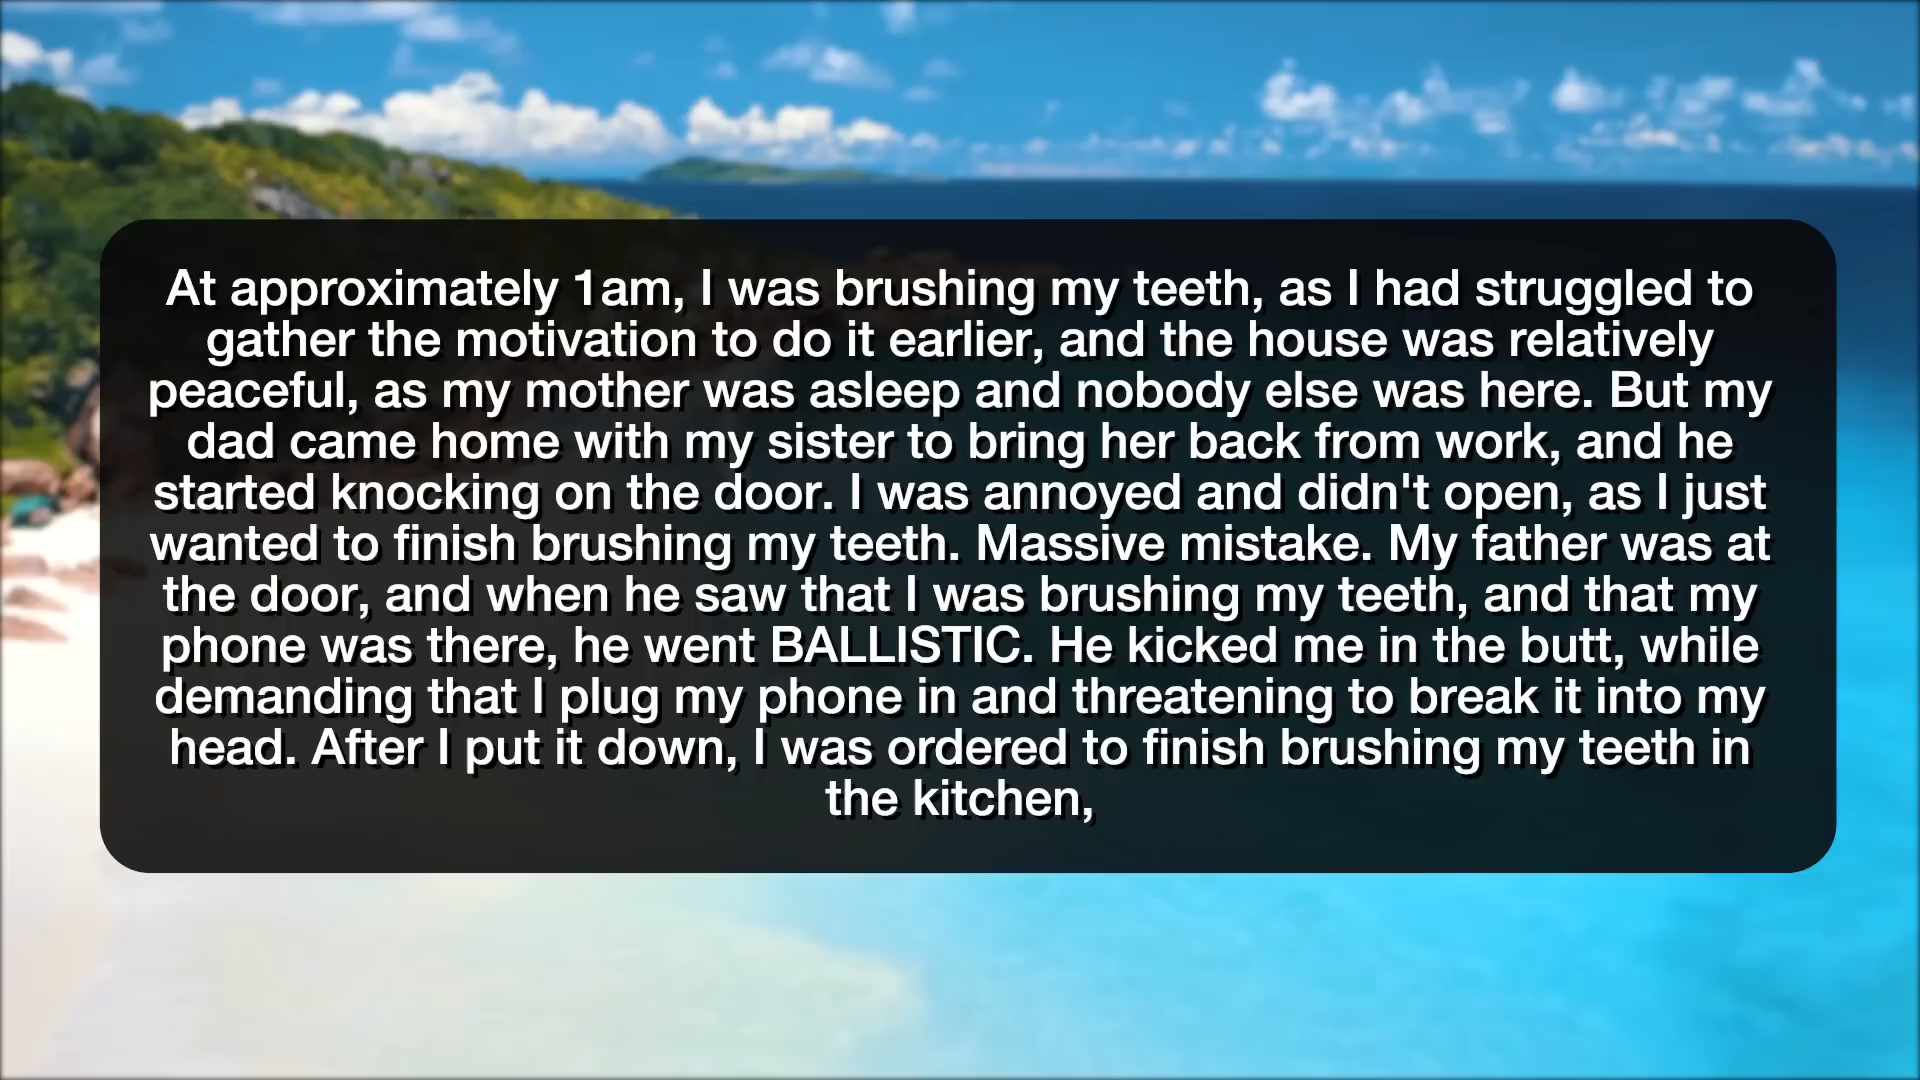 At approximately 1am, I was brushing my teeth, as I had struggled to
gather the motivation to do it earlier, and the house was relatively
peaceful, as my mother was asleep and nobody else was here. But my
dad came home with my sister to bring her back from work, and he
started knocking on the door. I was annoyed and didn't open, as I just
wanted to finish brushing my teeth. Massive mistake. My father was at
the door, and when he saw that I was brushing my teeth, and that my
phone was there, he went BALLISTIC. He kicked me in the butt, while
demanding that I plug my phone in and threatening to break it into my
head. After I put it down, I was ordered to finish brushing my teeth in
the kitchen,